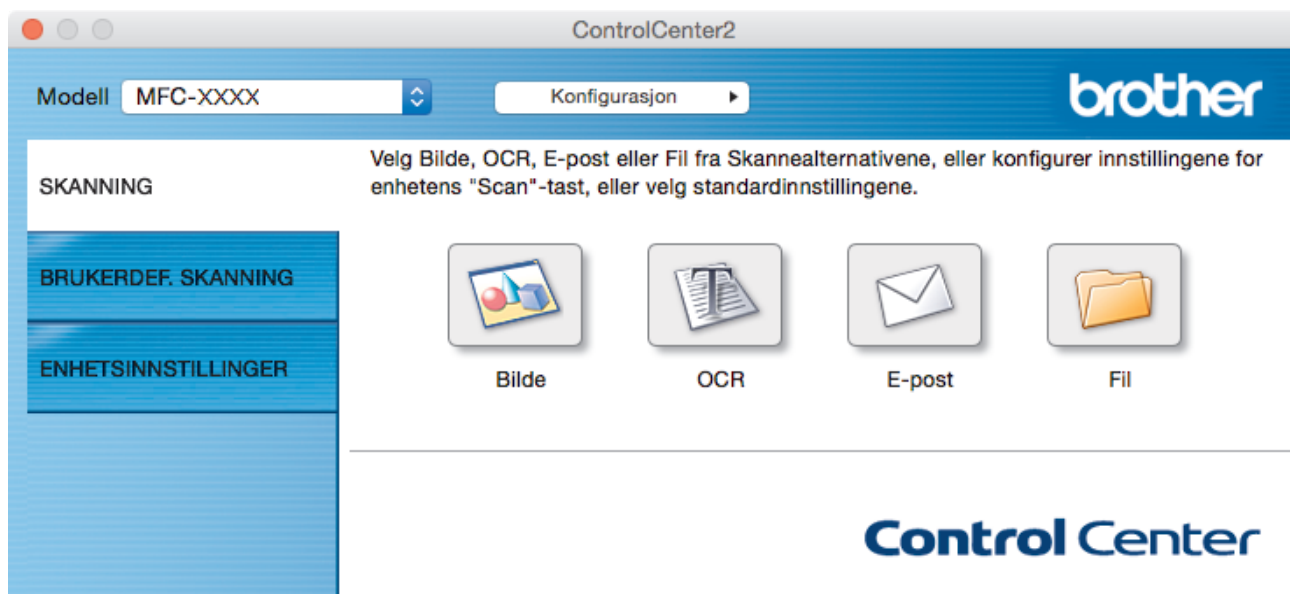 ControlCenter2
Modell MFC-XXXX Konfigurasjon brother
SKANNING
Velg Bilde, OCR, E-post eller Fil fra Skannealternativene, eller konfigurer innstillingene for
enhetens "Scan"-tast, eller velg standardinnstillingene.
BRUKERDEF. SKANNING
ENHETSINNSTILLINGER
Bilde OCR E-post Fil
Control Center